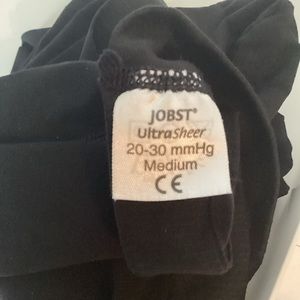 JOBST®
UltraSheer
20-30 mmHg
Medium
CE